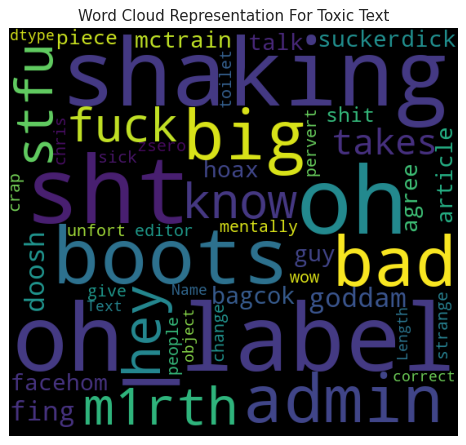 Word Cloud Representation For Toxic Text
dtype piece mctrain talk suckerdick
stfu shaking toilet
chris fuck big pervert shit takes article
sick zsero
crap sht know hoax oh agree
unfort editor mentally
doosh boots guy bad
hey give Name wow
Text bagcok goddam
oh label people object change Length strange
facehom correct
fing m1rth admin